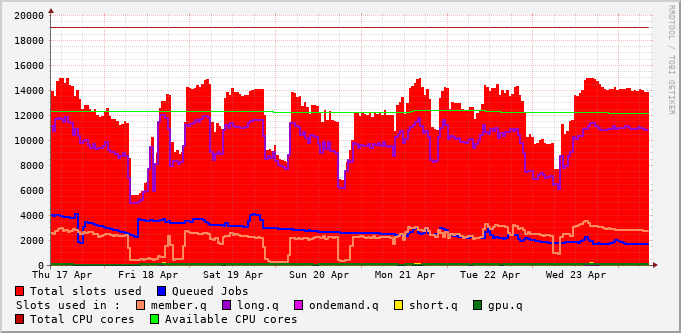 20000
18000
16000
14000
12000
10000
8000
6000
4000
2000
0
Thu 17 Apr Fri 18 Apr Sat 19 Apr Sun 20 Apr Mon 21 Apr Tue 22 Apr Wed 23 Apr
Total slots used Queued Jobs
Slots used in : member.q long.q ondemand.q short.q gpu.q
Total CPU cores Available CPU cores
RRDTOOL / TOBI OETIKER